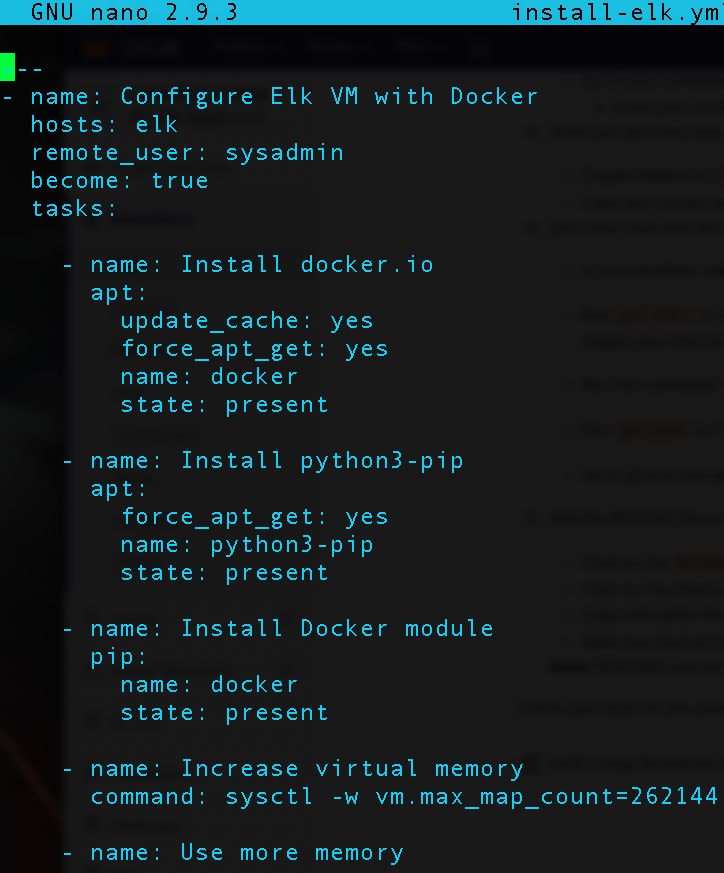 GNU nano 2.9.3 install-elk.yml
---
- name: Configure Elk VM with Docker
hosts: elk
remote_user: sysadmin
become: true
tasks:
- name: Install docker.io
apt:
update_cache: yes
force_apt_get: yes
name: docker
state: present
- name: Install python3-pip
apt:
force_apt_get: yes
name: python3-pip
state: present
- name: Install Docker module
pip:
name: docker
state: present
- name: Increase virtual memory
command: sysctl -w vm.max_map_count=262144
- name: Use more memory